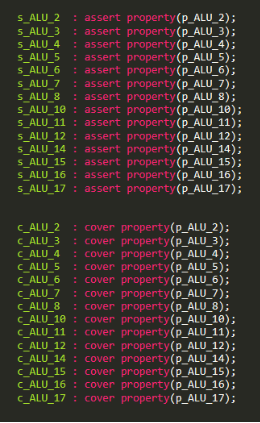 s_ALU_2  : assert property(p_ALU_2);
s_ALU_3  : assert property(p_ALU_3);
s_ALU_4  : assert property(p_ALU_4);
s_ALU_5  : assert property(p_ALU_5);
s_ALU_6  : assert property(p_ALU_6);
s_ALU_7  : assert property(p_ALU_7);
s_ALU_8  : assert property(p_ALU_8);
s_ALU_10 : assert property(p_ALU_10);
s_ALU_11 : assert property(p_ALU_11);
s_ALU_12 : assert property(p_ALU_12);
s_ALU_14 : assert property(p_ALU_14);
s_ALU_15 : assert property(p_ALU_15);
s_ALU_16 : assert property(p_ALU_16);
s_ALU_17 : assert property(p_ALU_17);
c_ALU_2  : cover property(p_ALU_2);
c_ALU_3  : cover property(p_ALU_3);
c_ALU_4  : cover property(p_ALU_4);
c_ALU_5  : cover property(p_ALU_5);
c_ALU_6  : cover property(p_ALU_6);
c_ALU_7  : cover property(p_ALU_7);
c_ALU_8  : cover property(p_ALU_8);
c_ALU_10 : cover property(p_ALU_10);
c_ALU_11 : cover property(p_ALU_11);
c_ALU_12 : cover property(p_ALU_12);
c_ALU_14 : cover property(p_ALU_14);
c_ALU_15 : cover property(p_ALU_15);
c_ALU_16 : cover property(p_ALU_16);
c_ALU_17 : cover property(p_ALU_17);